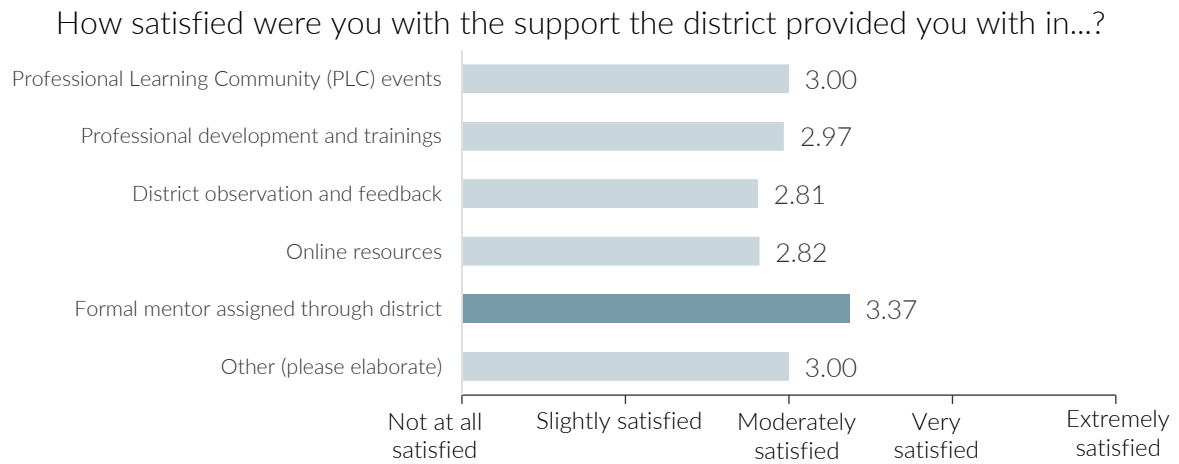 How satisfied were you with the support the district provided you with in...?
Professional Learning Community (PLC) events
3.00
Professional development and trainings
2.97
District observation and feedback
2.81
Online resources
2.82
Formal mentor assigned through district
3.37
Other (please elaborate)
3.00
Not at all
satisfied
Slightly satisfied
Moderately
satisfied
Very
satisfied
Extremely
satisfied